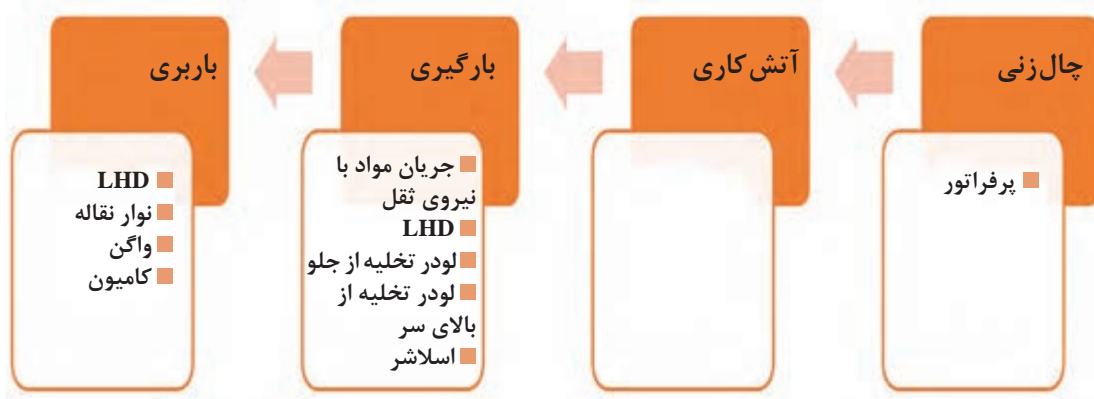 چال‌زنی
■ پرفراتور
آتش‌کاری
بارگیری
■ جریان مواد با
نیروی ثقل
■ LHD
■ لودر تخلیه از جلو
■ لودر تخلیه از
بالای سر
■ اسلاشر
باربری
■ LHD
■ نوار نقاله
■ واگن
■ کامیون